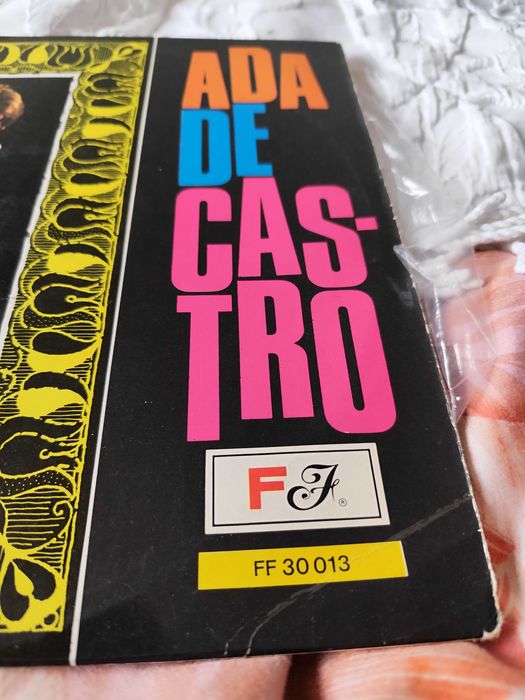 ADA
DE
CAS-
TRO
FF®
FF 30 013